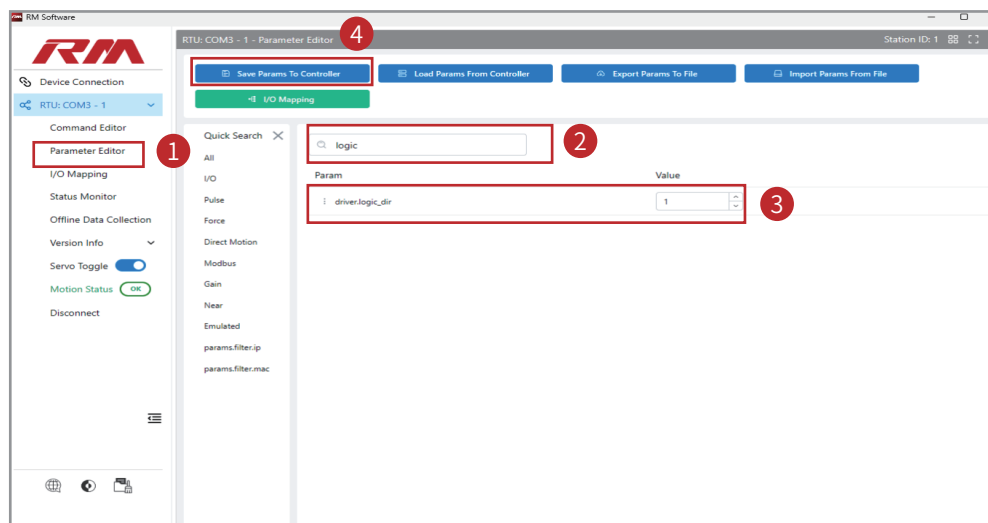 RM Software
RM
Device Connection
RTU: COM3 - 1
Command Editor
Parameter Editor
1
I/O Mapping
Status Monitor
Offline Data Collection
Version Info
Servo Toggle
Motion Status OK
Disconnect
RTU: COM3 - 1 - Parameter Editor
4
Station ID: 1
Save Params To Controller
Load Params From Controller
Export Params To File
Import Params From File
I/O Mapping
Quick Search
All
I/O
Pulse
Force
Direct Motion
Modbus
Gain
Near
Emulated
params.filter.ip
params.filter.mac
logic
2
Param Value
driver.logic_dir 1
3